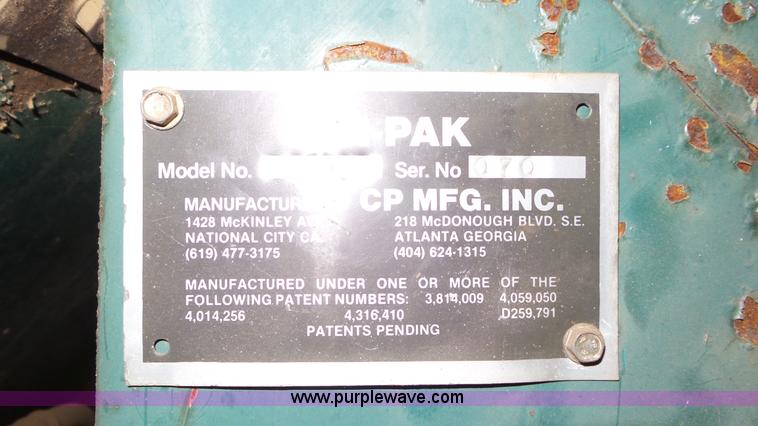 -PAK
Model No. Ser. No 070
CP MFG. INC.
1428 McKINLEY 218 McDONOUGH BLVD. S.E.
NATIONAL CITY CA. ATLANTA GEORGIA
(619) 477-3175 (404) 624-1315
MANUFACTURED UNDER ONE OR MORE OF THE
FOLLOWING PATENT NUMBERS: 3,814,009 4,059,050
4,014,256 4,316,410 D259,791
PATENTS PENDING
www.purplewave.com